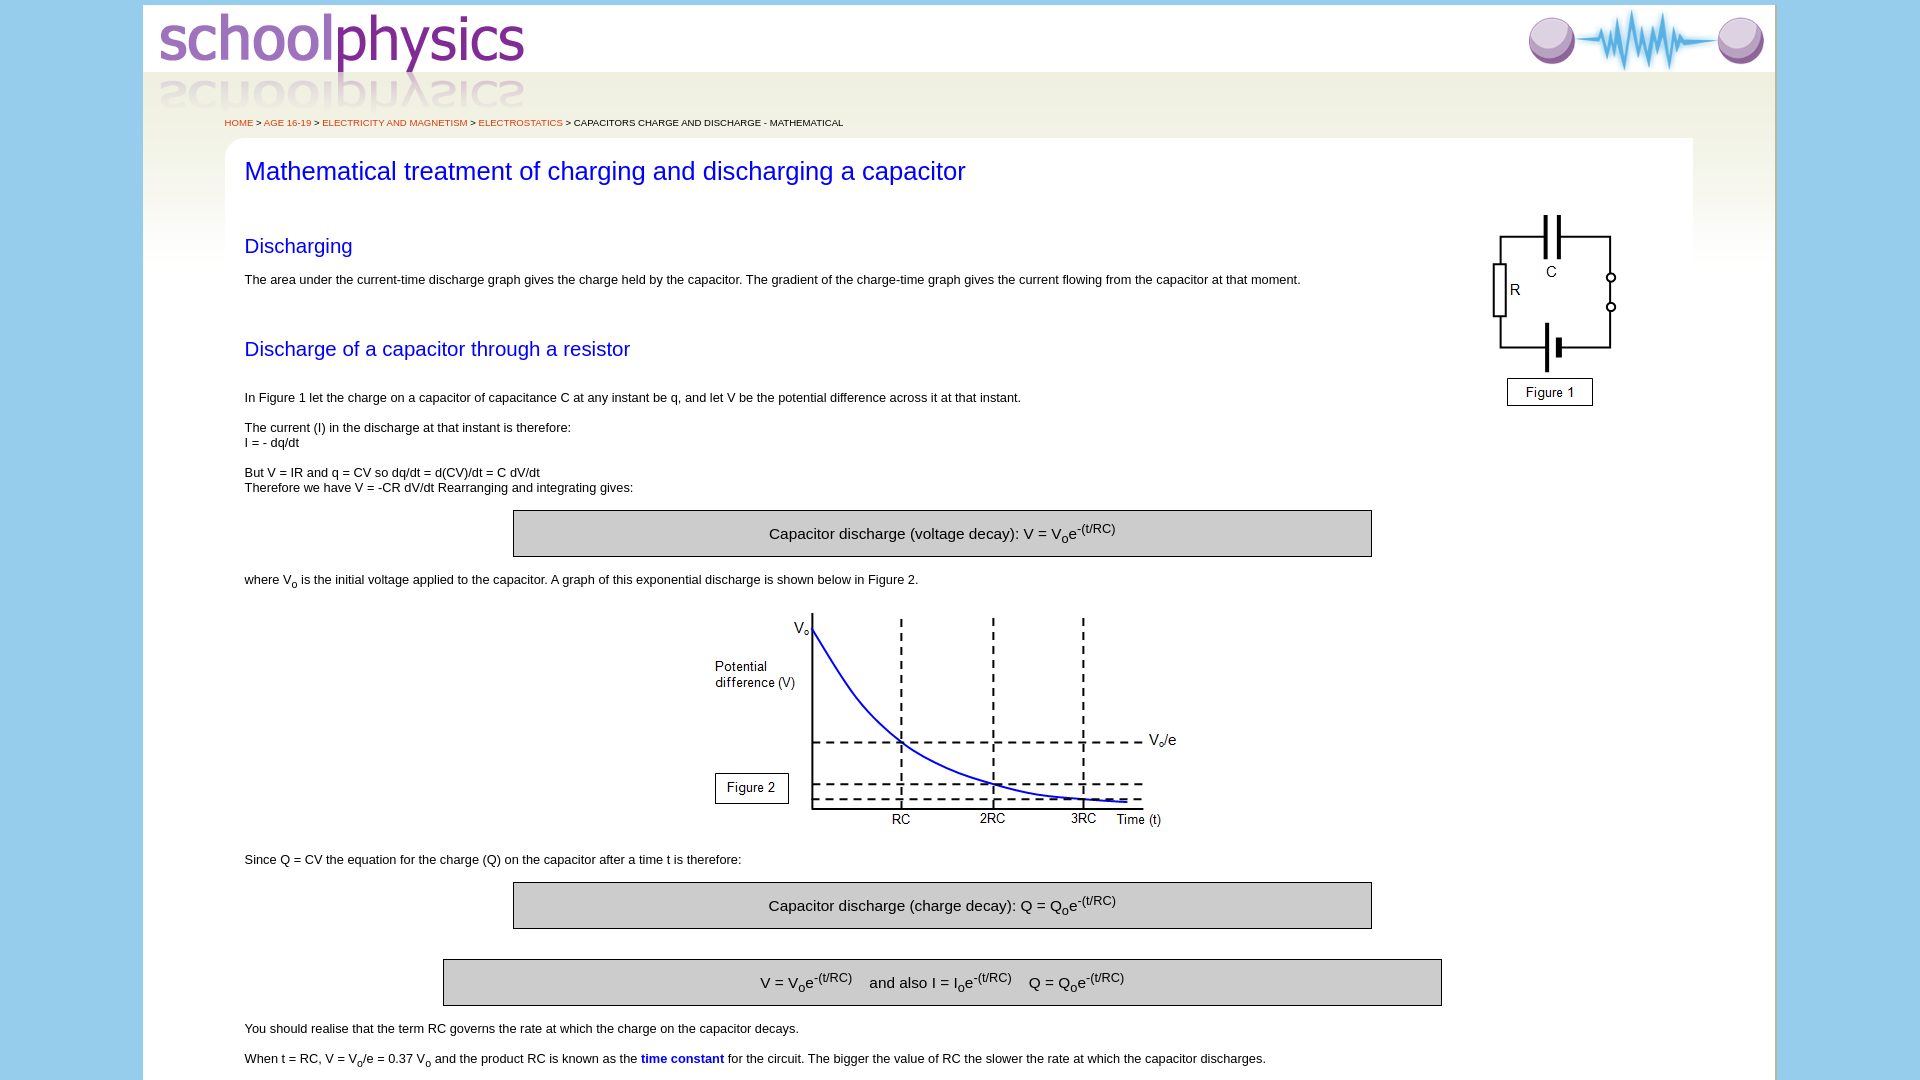 schoolphysics
HOME > AGE 16-19 > ELECTRICITY AND MAGNETISM > ELECTROSTATICS > CAPACITORS CHARGE AND DISCHARGE - MATHEMATICAL
Mathematical treatment of charging and discharging a capacitor
Discharging
The area under the current-time discharge graph gives the charge held by the capacitor. The gradient of the charge-time graph gives the current flowing from the capacitor at that moment.
C
R
Figure 1
Discharge of a capacitor through a resistor
In Figure 1 let the charge on a capacitor of capacitance C at any instant be q, and let V be the potential difference across it at that instant.
The current (I) in the discharge at that instant is therefore:
I = - dq/dt
But V = IR and q = CV so dq/dt = d(CV)/dt = C dV/dt
Therefore we have V = -CR dV/dt Rearranging and integrating gives:
Capacitor discharge (voltage decay): V = Voe-(t/RC)
where Vo is the initial voltage applied to the capacitor. A graph of this exponential discharge is shown below in Figure 2.
Vo
Potential
difference (V)
Vo/e
Figure 2
RC 2RC 3RC Time (t)
Since Q = CV the equation for the charge (Q) on the capacitor after a time t is therefore:
Capacitor discharge (charge decay): Q = Qoe-(t/RC)
V = Voe-(t/RC) and also I = Ioe-(t/RC) Q = Qoe-(t/RC)
You should realise that the term RC governs the rate at which the charge on the capacitor decays.
When t = RC, V = Vo/e = 0.37 Vo and the product RC is known as the time constant for the circuit. The bigger the value of RC the slower the rate at which the capacitor discharges.